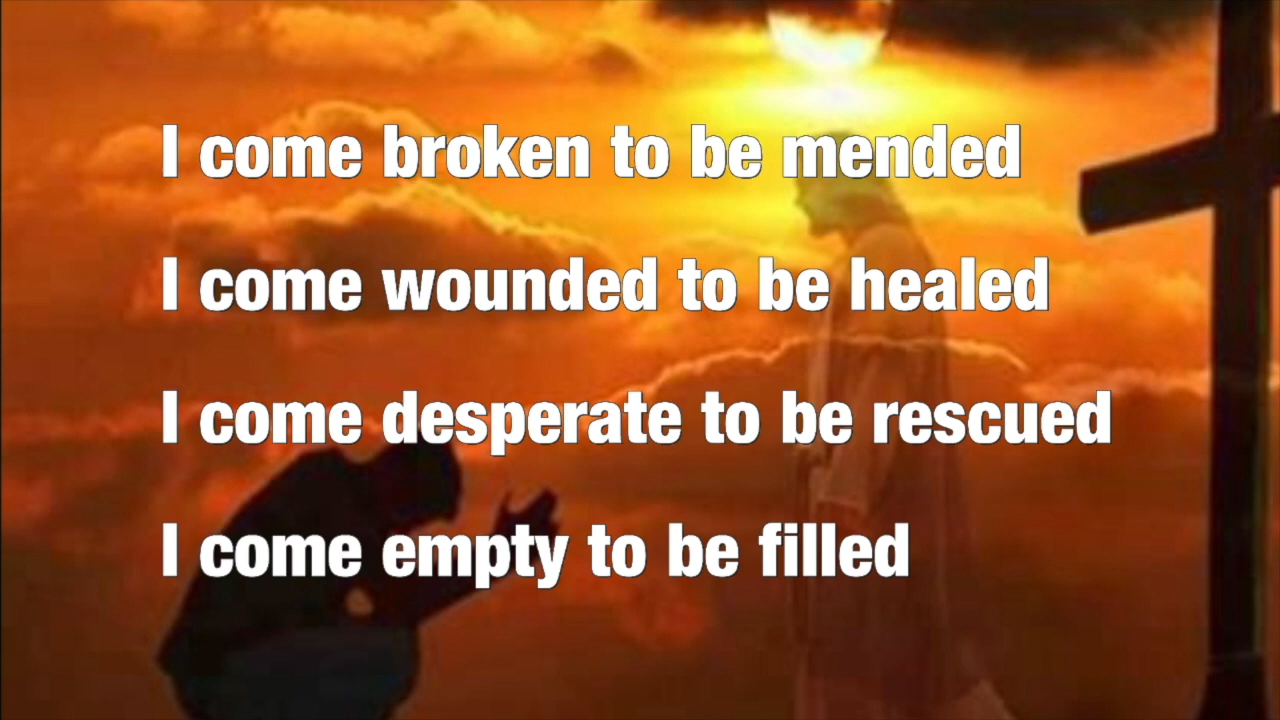 I come broken to be mended
I come wounded to be healed
I come desperate to be rescued
I come empty to be filled